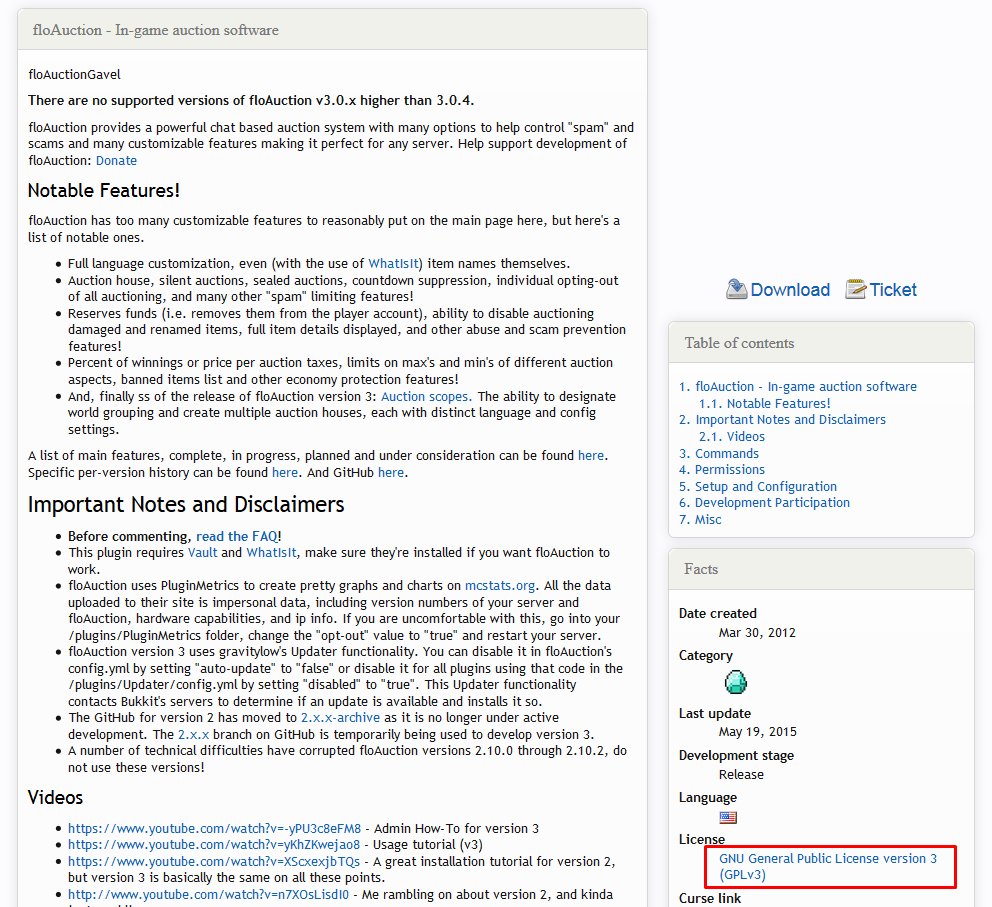 floAuction - In-game auction software
floAuctionGavel
There are no supported versions of floAuction v3.0.x higher than 3.0.4.
floAuction provides a powerful chat based auction system with many options to help control "spam" and
scams and many customizable features making it perfect for any server. Help support development of
floAuction: Donate
Notable Features!
floAuction has too many customizable features to reasonably put on the main page here, but here's a
list of notable ones.
• Full language customization, even (with the use of WhatIsIt) item names themselves.
• Auction house, silent auctions, sealed auctions, countdown suppression, individual opting-out
of all auctioning, and many other "spam" limiting features!
• Reserves funds (i.e. removes them from the player account), ability to disable auctioning
damaged and renamed items, full item details displayed, and other abuse and scam prevention
features!
• Percent of winnings or price per auction taxes, limits on max's and min's of different auction
aspects, banned items list and other economy protection features!
• And, finally ss of the release of floAuction version 3: Auction scopes. The ability to designate
world grouping and create multiple auction houses, each with distinct language and config
settings.
A list of main features, complete, in progress, planned and under consideration can be found here.
Specific per-version history can be found here. And GitHub here.
Important Notes and Disclaimers
• Before commenting, read the FAQ!
• This plugin requires Vault and WhatIsIt, make sure they're installed if you want floAuction to
work.
• floAuction uses PluginMetrics to create pretty graphs and charts on mcstats.org. All the data
uploaded to their site is impersonal data, including version numbers of your server and
floAuction, hardware capabilities, and ip info. If you are uncomfortable with this, go into your
/plugins/PluginMetrics folder, change the "opt-out" value to "true" and restart your server.
• floAuction version 3 uses gravitylow's Updater functionality. You can disable it in floAuction's
config.yml by setting "auto-update" to "false" or disable it for all plugins using that code in the
/plugins/Updater/config.yml by setting "disabled" to "true". This Updater functionality
contacts Bukkit's servers to determine if an update is available and installs it so.
• The GitHub for version 2 has moved to 2.x.x-archive as it is no longer under active
development. The 2.x.x branch on GitHub is temporarily being used to develop version 3.
• A number of technical difficulties have corrupted floAuction versions 2.10.0 through 2.10.2, do
not use these versions!
Videos
• https://www.youtube.com/watch?v=-yPU3c8eFM8 - Admin How-To for version 3
• https://www.youtube.com/watch?v=yKhZKwejao8 - Usage tutorial (v3)
• https://www.youtube.com/watch?v=XScxexjbTQs - A great installation tutorial for version 2,
but version 3 is basically the same on all these points.
• http://www.youtube.com/watch?v=n7XOsLisdI0 - Me rambling on about version 2, and kinda
Download Ticket
Table of contents
1. floAuction - In-game auction software
1.1. Notable Features!
2. Important Notes and Disclaimers
2.1. Videos
3. Commands
4. Permissions
5. Setup and Configuration
6. Development Participation
7. Misc
Facts
Date created
Mar 30, 2012
Category
Last update
May 19, 2015
Development stage
Release
Language
License
GNU General Public License version 3
(GPLv3)
Curse link